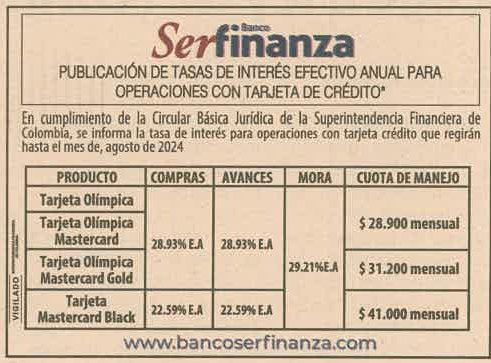 Banco
Serfinanza
PUBLICACIÓN DE TASAS DE INTERÉS EFECTIVO ANUAL PARA
OPERACIONES CON TARJETA DE CRÉDITO*
En cumplimiento de la Circular Básica Jurídica de la Superintendencia Financiera de
Colombia, se informa la tasa de interés para operaciones con tarjeta crédito que regirán
hasta el mes de, agosto de 2024
PRODUCTO COMPRAS AVANCES MORA CUOTA DE MANEJO
Tarjeta Olímpica
Tarjeta Olímpica
Mastercard
28.93% E.A 28.93% E.A
$ 28.900 mensual
Tarjeta Olímpica
Mastercard Gold
29.21%E.A
$ 31.200 mensual
Tarjeta
Mastercard Black
22.59% E.A 22.59% E.A
$ 41.000 mensual
VIGILADO
www.bancoserfinanza.com